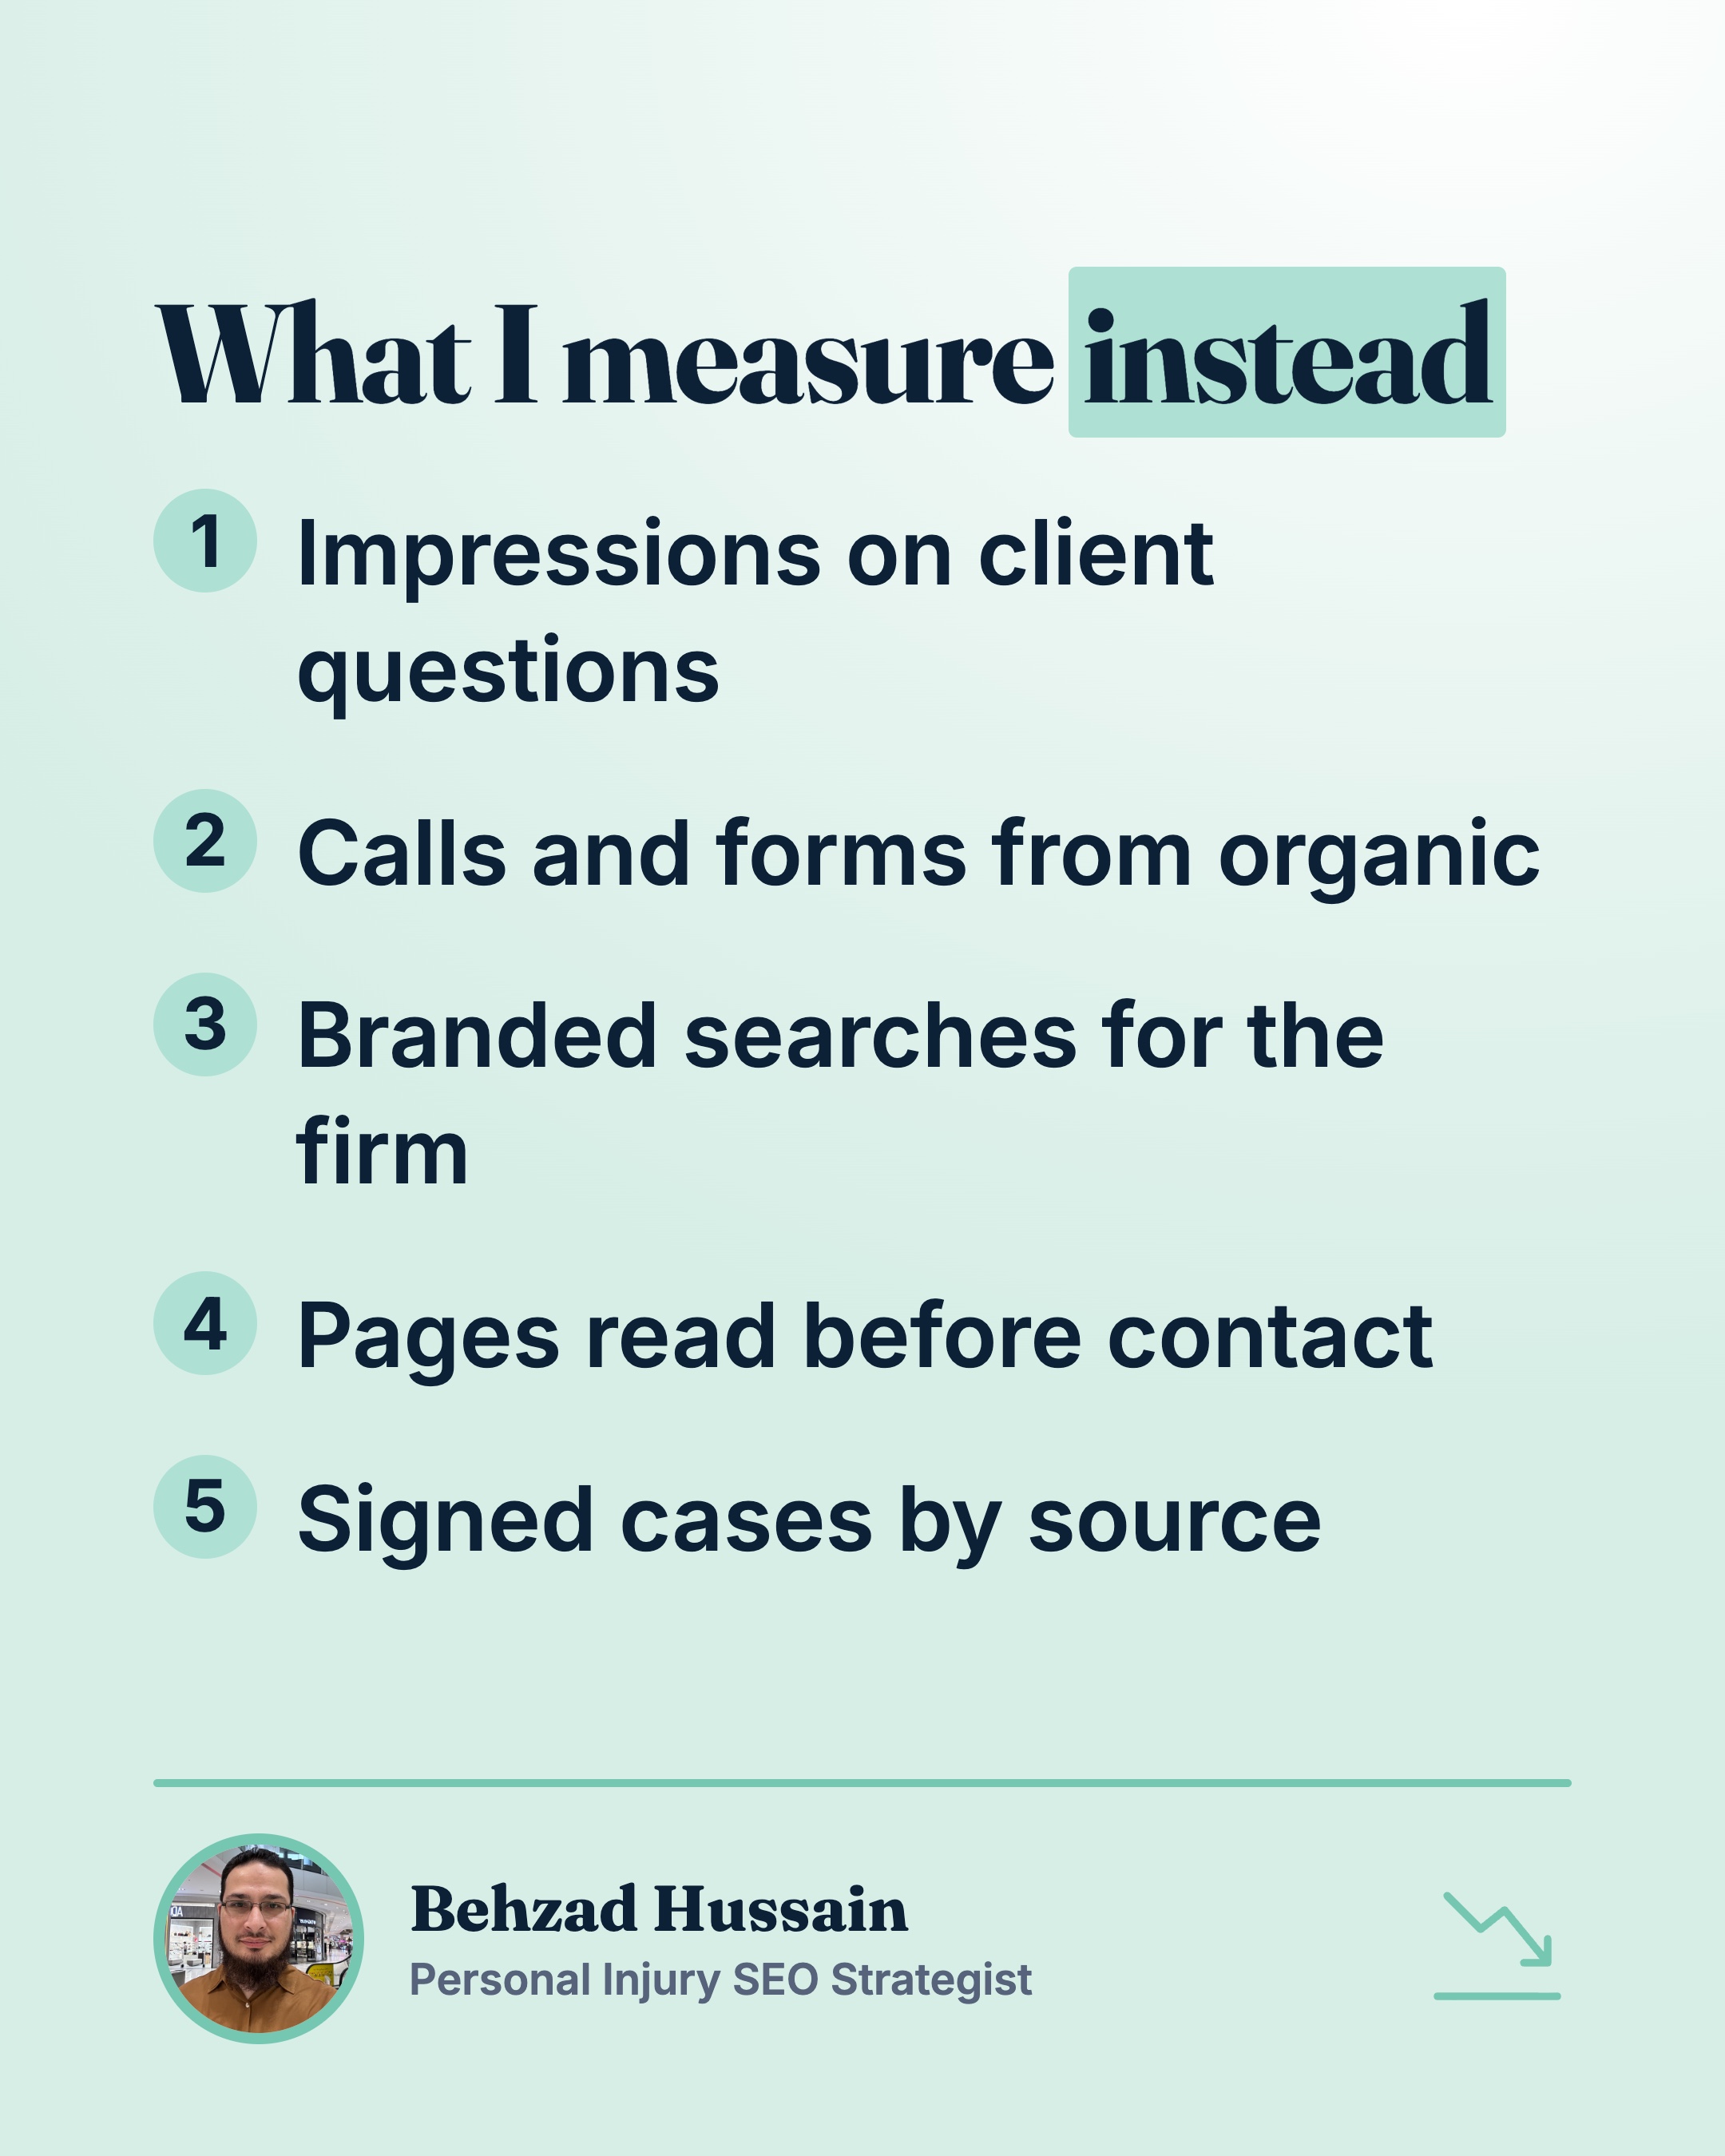 What I measure instead
1 Impressions on client
questions
2 Calls and forms from organic
3 Branded searches for the
firm
4 Pages read before contact
5 Signed cases by source
Behzad Hussain
Personal Injury SEO Strategist